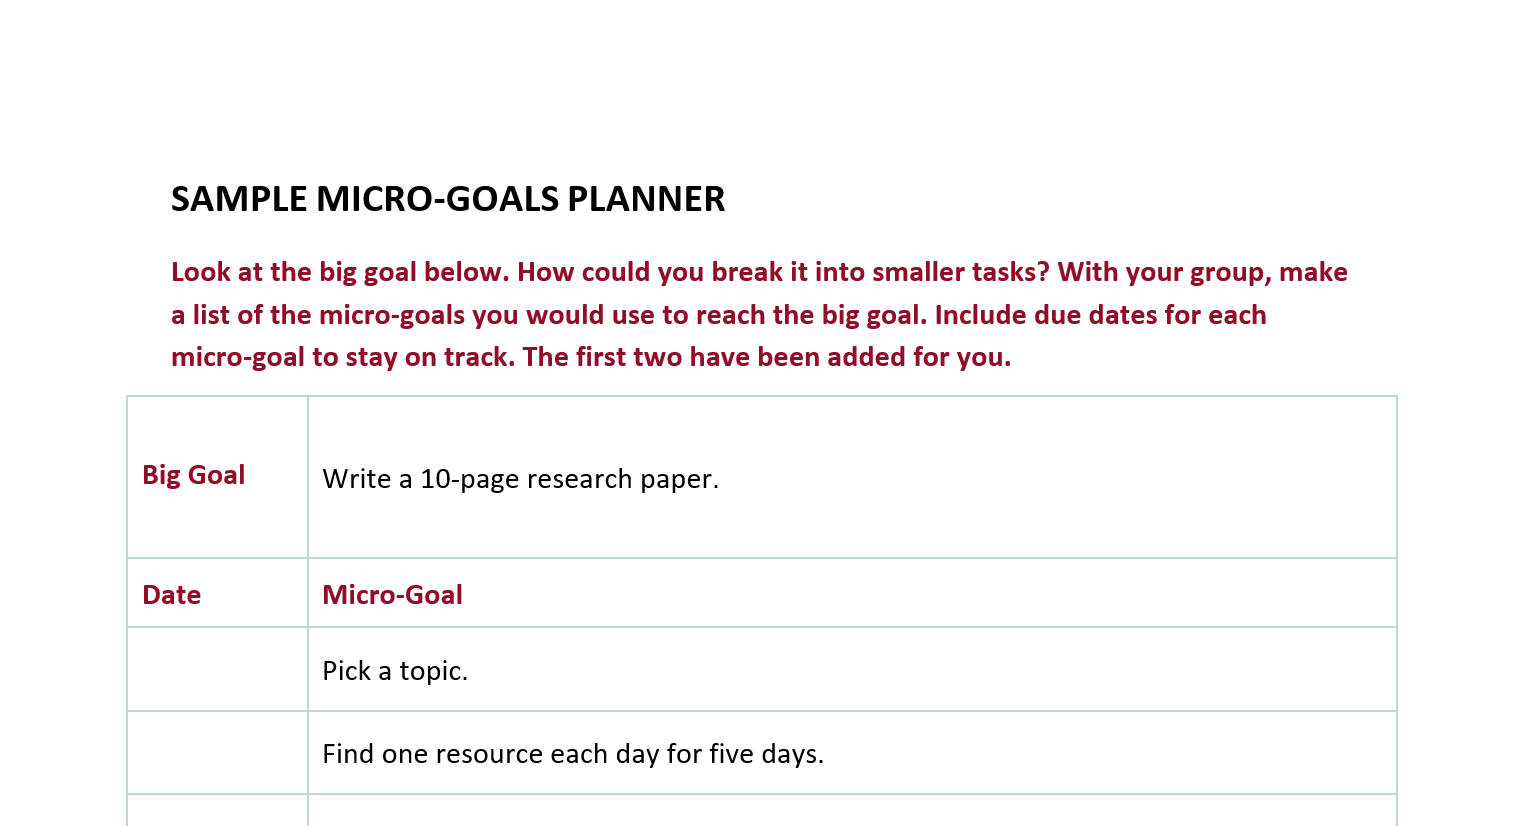 SAMPLE MICRO-GOALS PLANNER
Look at the big goal below. How could you break it into smaller tasks? With your group, make
a list of the micro-goals you would use to reach the big goal. Include due dates for each
micro-goal to stay on track. The first two have been added for you.
Big Goal
Write a 10-page research paper.
Date
Micro-Goal
Pick a topic.
Find one resource each day for five days.